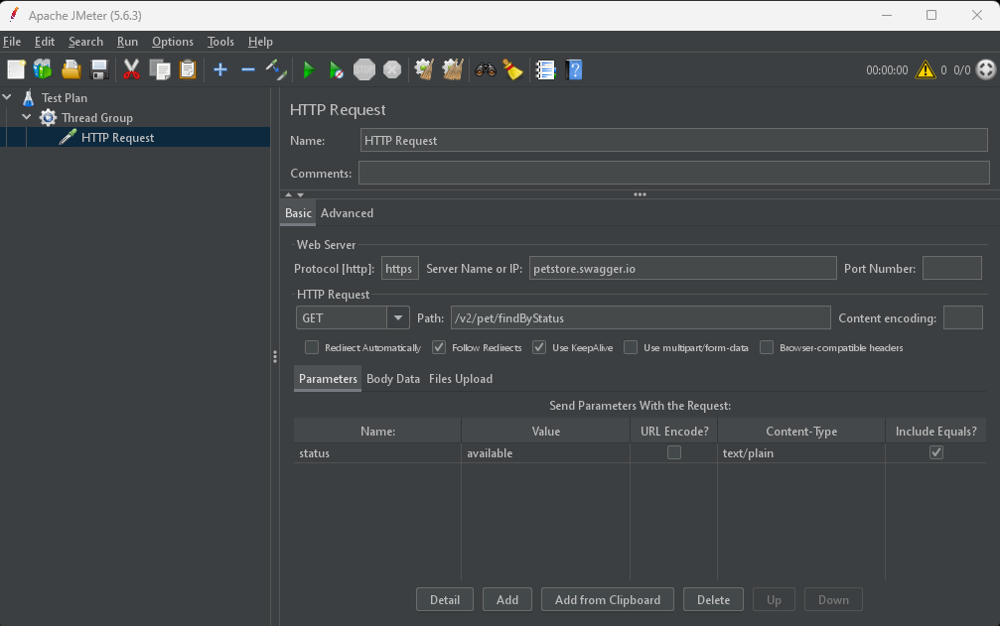 Apache JMeter (5.6.3)
File Edit Search Run Options Tools Help
STOP 00:00:00 0 0/0
Test Plan
Thread Group
HTTP Request
HTTP Request
Name: HTTP Request
Comments:
Basic Advanced
Web Server
Protocol [http]: https Server Name or IP: petstore.swagger.io Port Number:
HTTP Request
GET Path: /v2/pet/findByStatus Content encoding:
Redirect Automatically Follow Redirects Use KeepAlive Use multipart/form-data Browser-compatible headers
Parameters Body Data Files Upload
Send Parameters With the Request:
Name: Value URL Encode? Content-Type Include Equals?
status available text/plain
Detail Add Add from Clipboard Delete Up Down